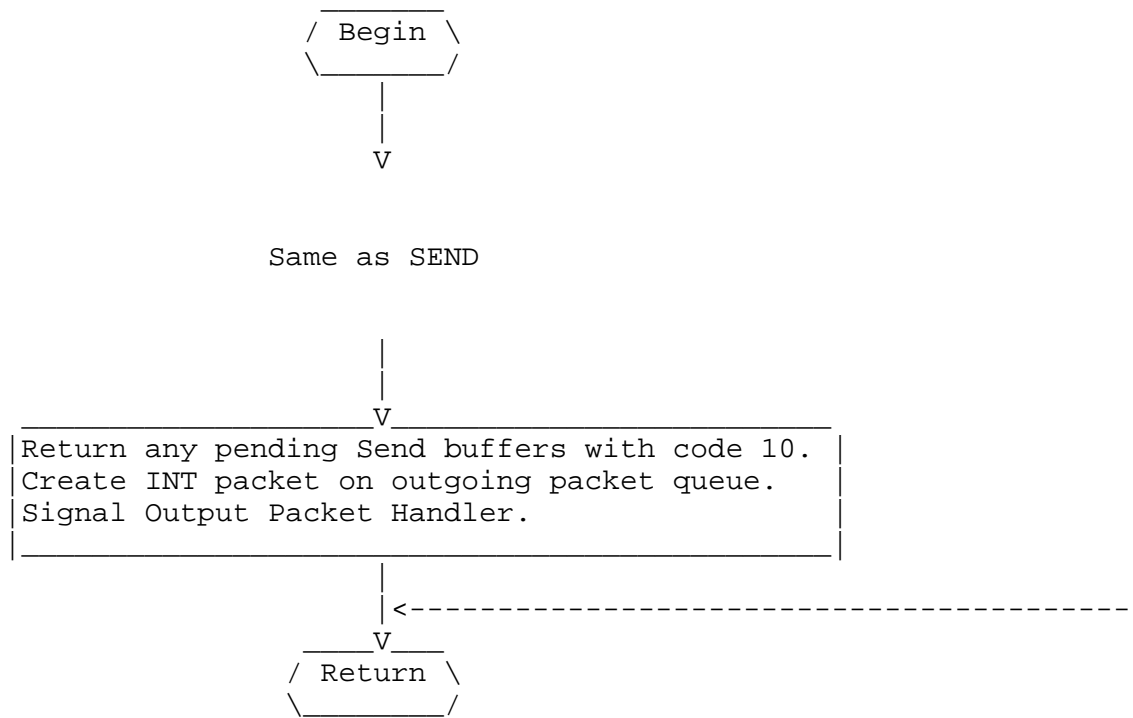 Begin
V
Same as SEND
V
Return any pending Send buffers with code 10.
Create INT packet on outgoing packet queue.
Signal Output Packet Handler.
V
Return